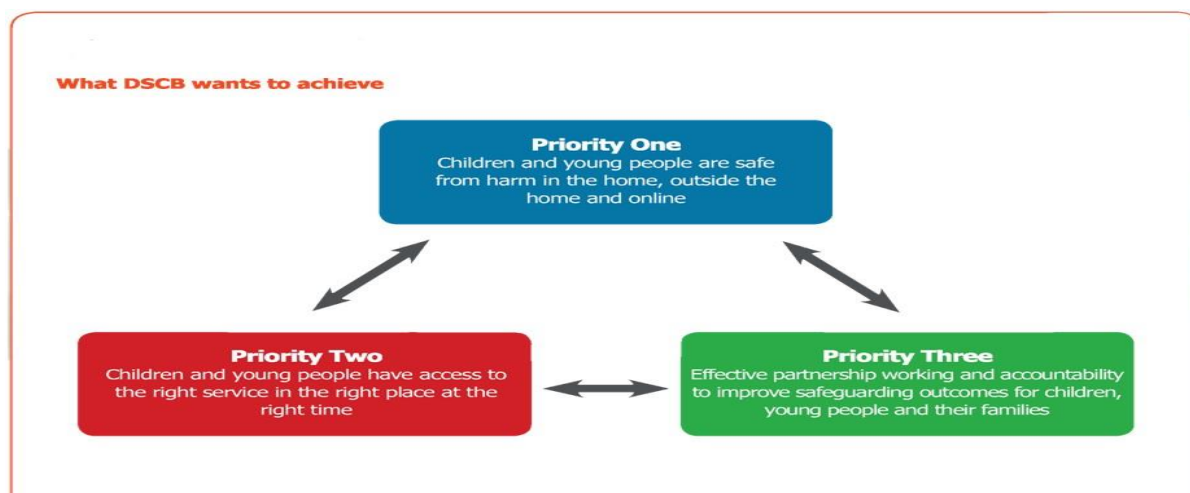 What DSCB wants to achieve
Priority One
Children and young people are safe
from harm in the home, outside the
home and online
Priority Two
Children and young people have access to
the right service in the right place at the
right time
Priority Three
Effective partnership working and accountability
to improve safeguarding outcomes for children,
young people and their families